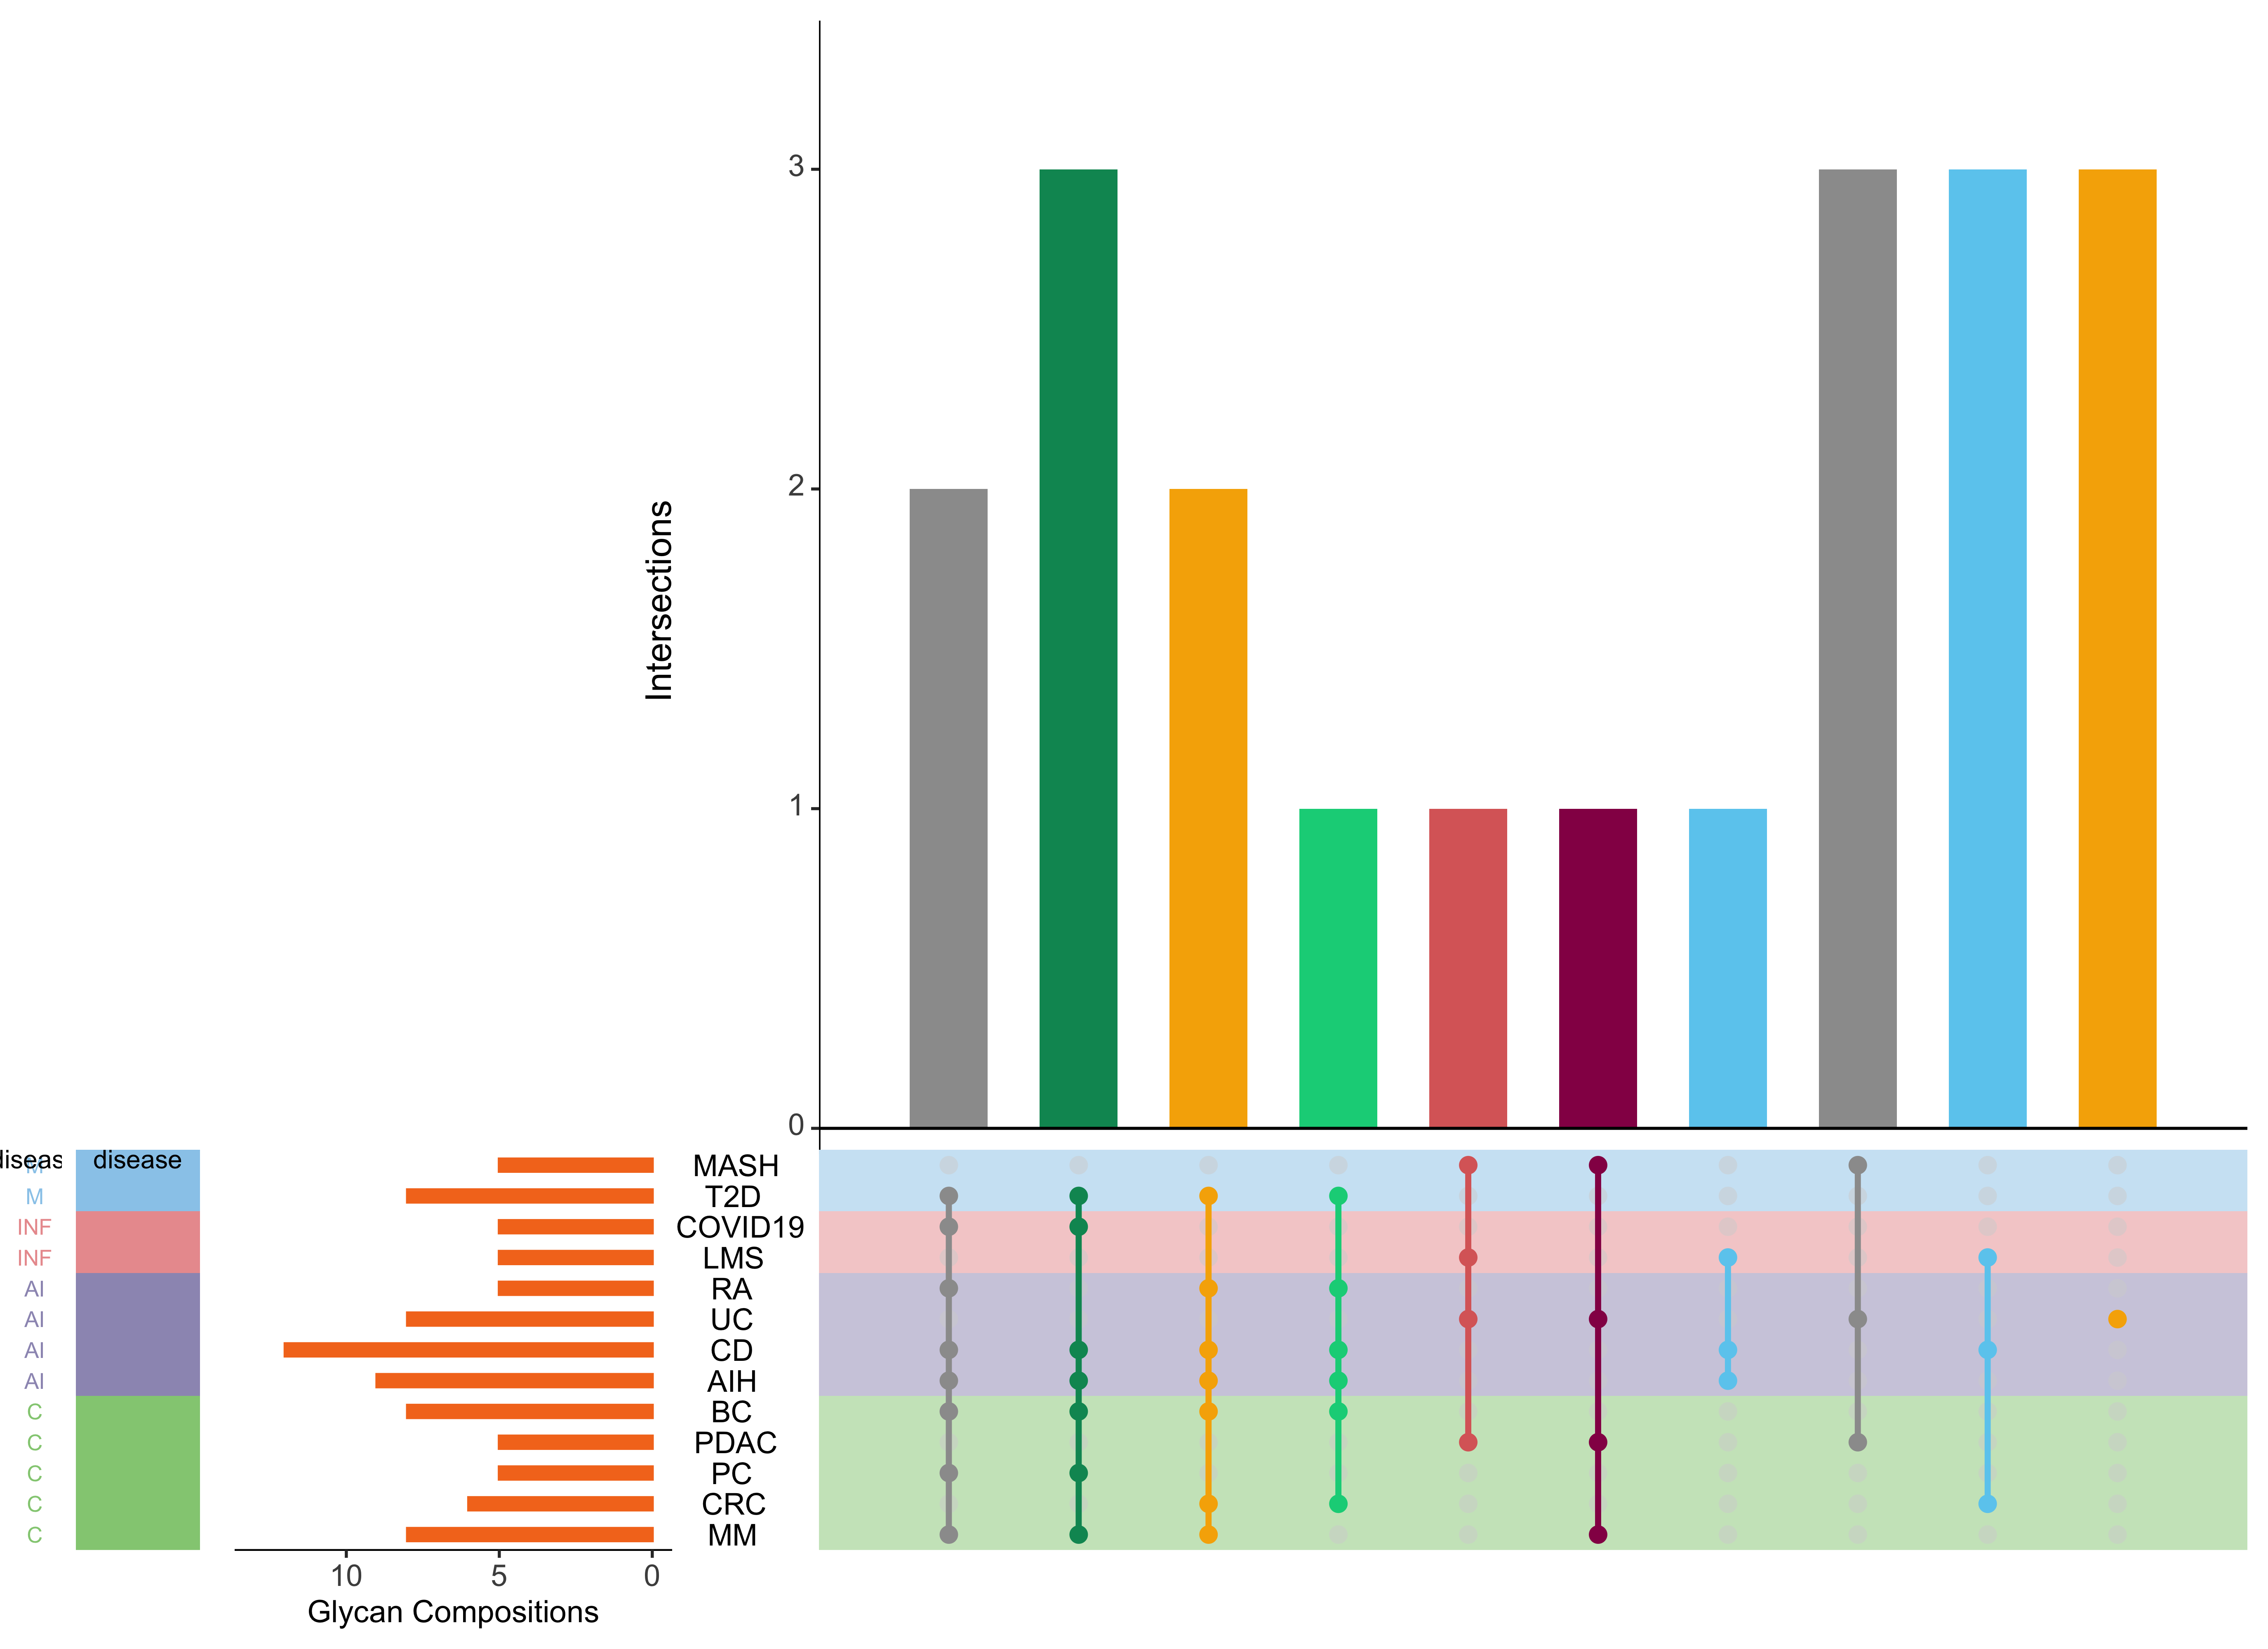 3
2
1
0
Intersections
diseas
disease
M
MASH
M
T2D
INF
COVID19
INF
LMS
AI
RA
AI
UC
AI
CD
AI
AIH
C
BC
C
PDAC
C
PC
C
CRC
C
MM
10 5 0
Glycan Compositions